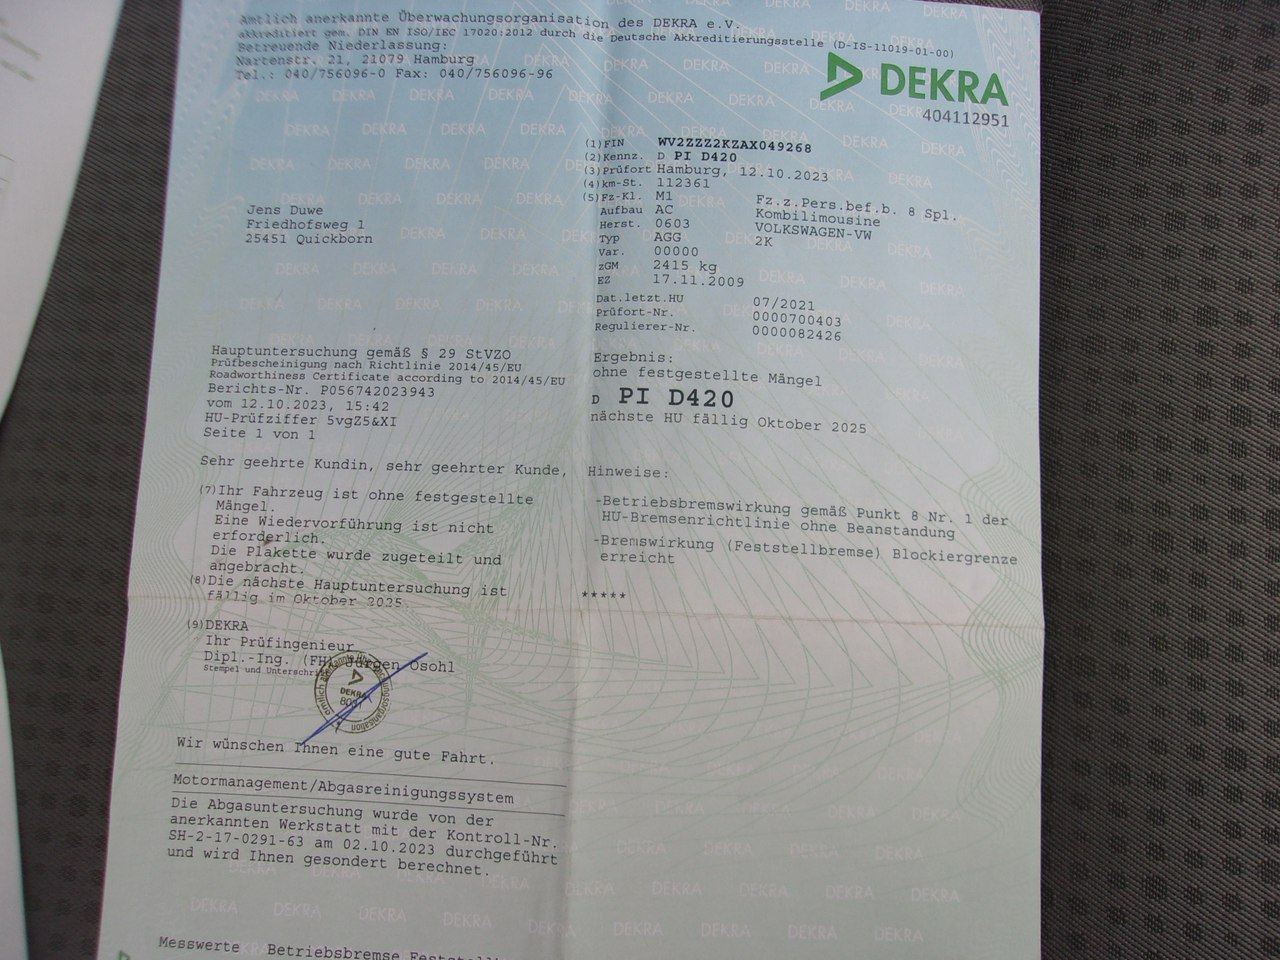 Amtlich anerkannte Überwachungsorganisation des DEKRA e.V.
akkreditiert gem. DIN EN ISO/IEC 17020:2012 durch die Deutsche Akkreditierungsstelle (D-IS-11019-01-00)
Betreuende Niederlassung:
Nartenstr. 21, 21079 Hamburg
Tel.: 040/756096-0 Fax: 040/756096-96
DEKRA
404112951
(1)FIN WV2ZZZ2KZAX049268
(2)Kennz. D PI D420
(3)Prüfort Hamburg, 12.10.2023
(4)km-St. 112361
(5)Fz-Kl. M1 Fz.z.Pers.bef.b. 8 Spl.
Aufbau AC Kombilimousine
Herst. 0603 VOLKSWAGEN-VW
Typ AGG 2K
Var. 00000
zGM 2415 kg
EZ 17.11.2009
Dat.letzt.HU 07/2021
Prüfort-Nr. 0000700403
Regulierer-Nr. 0000082426
Jens Duwe
Friedhofsweg 1
25451 Quickborn
Hauptuntersuchung gemäß § 29 StVZO
Prüfbescheinigung nach Richtlinie 2014/45/EU
Roadworthiness Certificate according to 2014/45/EU
Berichts-Nr. P056742023943
vom 12.10.2023, 15:42
HU-Prüfziffer 5vgZ5&XI
Seite 1 von 1
Ergebnis:
ohne festgestellte Mängel
D PI D420
nächste HU fällig Oktober 2025
Sehr geehrte Kundin, sehr geehrter Kunde,
(7)Ihr Fahrzeug ist ohne festgestellte
Mängel.
Eine Wiedervorführung ist nicht
erforderlich.
Die Plakette wurde zugeteilt und
angebracht.
(8)Die nächste Hauptuntersuchung ist
fällig im Oktober 2025.
Hinweise:
-Betriebsbremswirkung gemäß Punkt 8 Nr. 1 der
HU-Bremsenrichtlinie ohne Beanstandung
-Bremswirkung (Feststellbremse) Blockiergrenze
erreicht
*****
(9)DEKRA
Ihr Prüfingenieur
Dipl.-Ing. (FH) Jürgen Osohl
Stempel und Unterschrift
DEKRA
Wir wünschen Ihnen eine gute Fahrt.
Motormanagement/Abgasreinigungssystem
Die Abgasuntersuchung wurde von der
anerkannten Werkstatt mit der Kontroll-Nr.
SH-2-17-0291-63 am 02.10.2023 durchgeführt
und wird Ihnen gesondert berechnet.
Messwerte Betriebsbremse